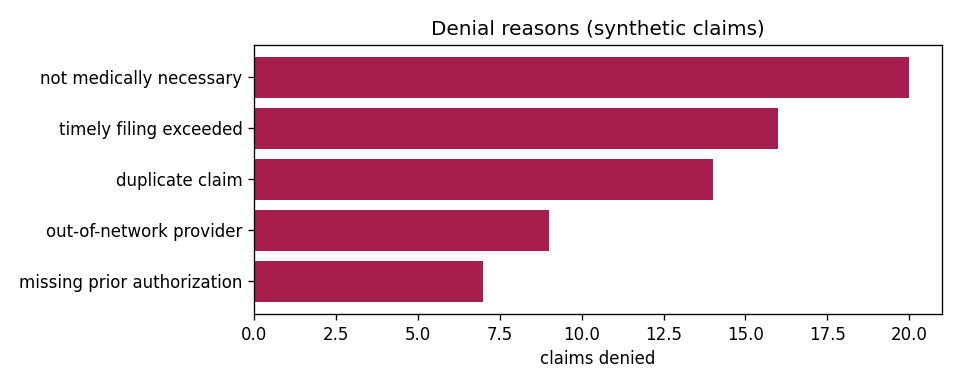 Denial reasons (synthetic claims)
not medically necessary
timely filing exceeded
duplicate claim
out-of-network provider
missing prior authorization
0.0 2.5 5.0 7.5 10.0 12.5 15.0 17.5 20.0
claims denied